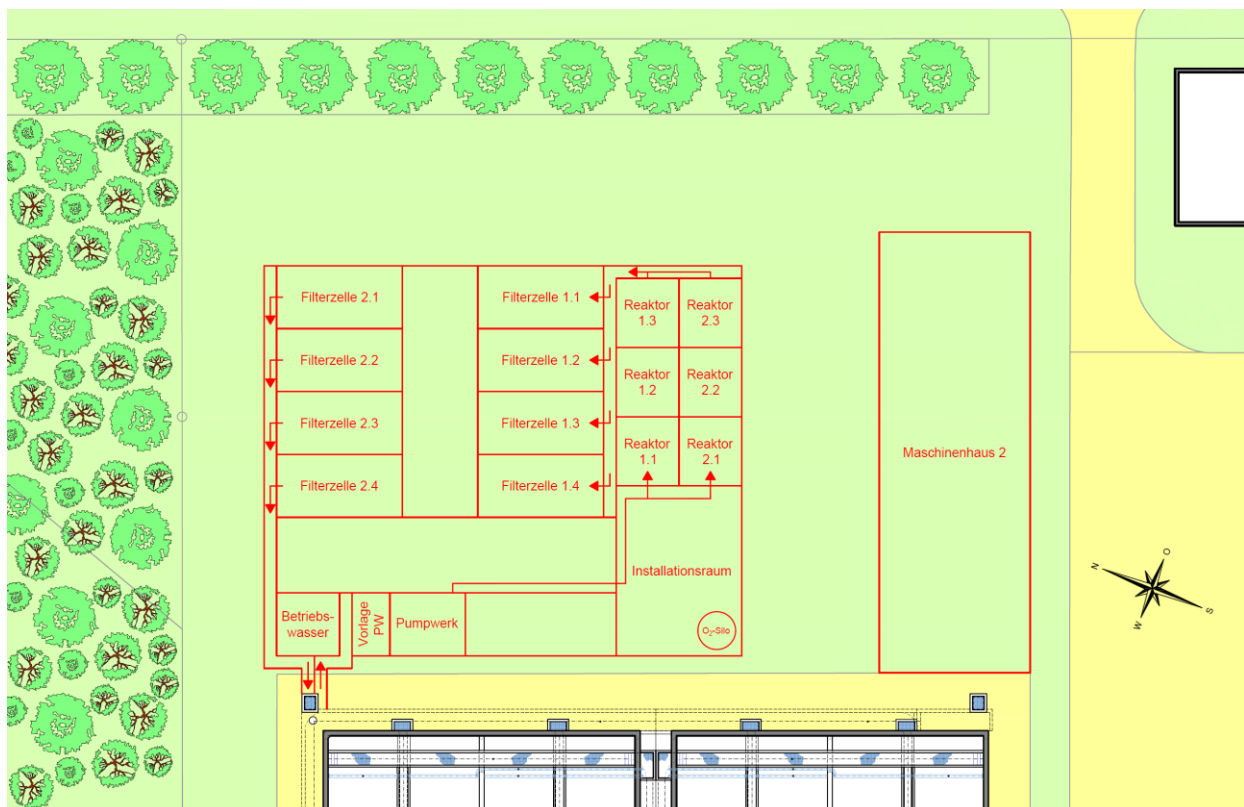 Filterzelle 2.1
Filterzelle 1.1
Reaktor
1.3
Reaktor
2.3
Filterzelle 2.2
Filterzelle 1.2
Reaktor
1.2
Reaktor
2.2
Filterzelle 2.3
Filterzelle 1.3
Reaktor
1.1
Reaktor
2.1
Filterzelle 2.4
Filterzelle 1.4
Maschinenhaus 2
Installationsraum
Betriebs-
wasser
Vorlage
PW
Pumpwerk
O₂-Silo
N
O
S
W